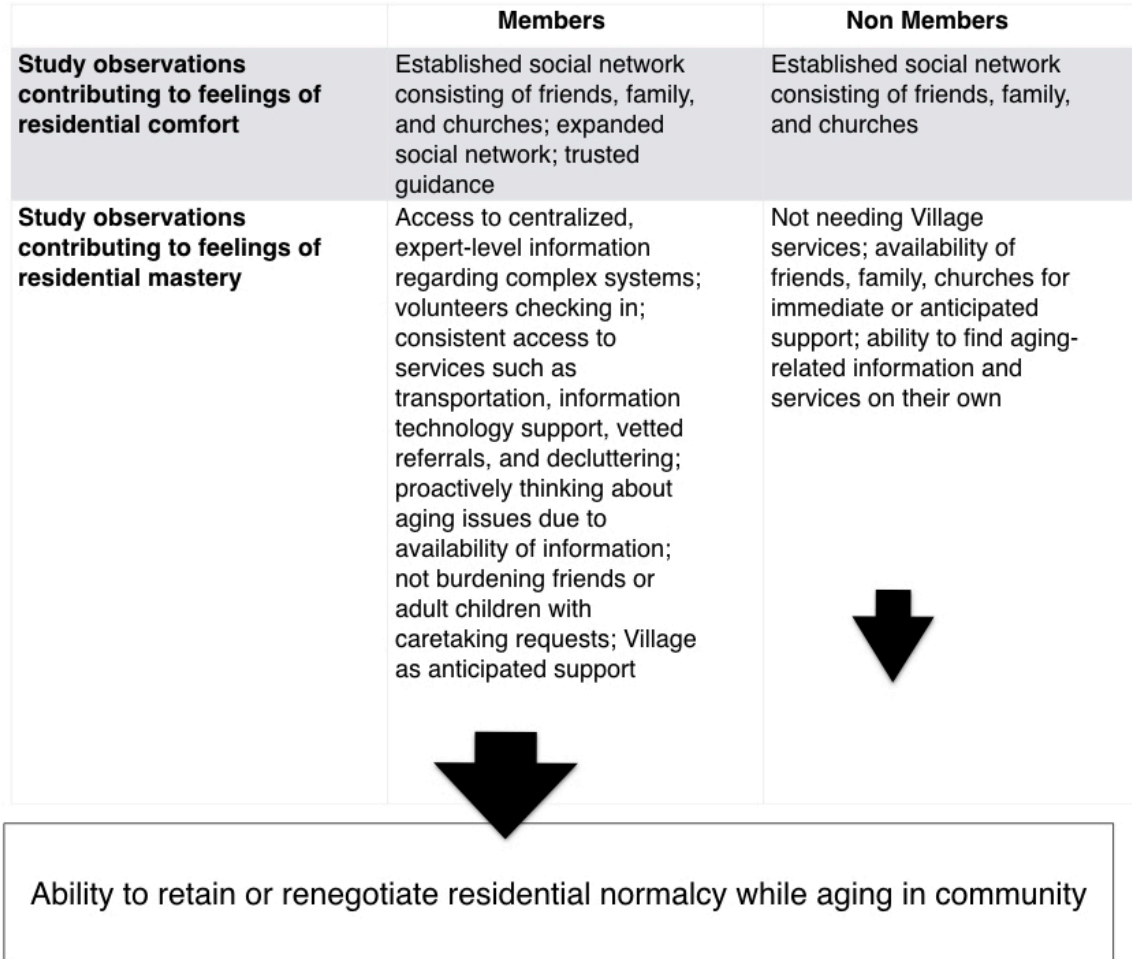 Members
Non Members
Study observations
contributing to feelings of
residential comfort
Established social network
consisting of friends, family,
and churches; expanded
social network; trusted
guidance
Established social network
consisting of friends, family,
and churches
Study observations
contributing to feelings of
residential mastery
Access to centralized,
expert-level information
regarding complex systems;
volunteers checking in;
consistent access to
services such as
transportation, information
technology support, vetted
referrals, and decluttering;
proactively thinking about
aging issues due to
availability of information;
not burdening friends or
adult children with
caretaking requests; Village
as anticipated support
Not needing Village
services; availability of
friends, family, churches for
immediate or anticipated
support; ability to find aging-
related information and
services on their own
Ability to retain or renegotiate residential normalcy while aging in community